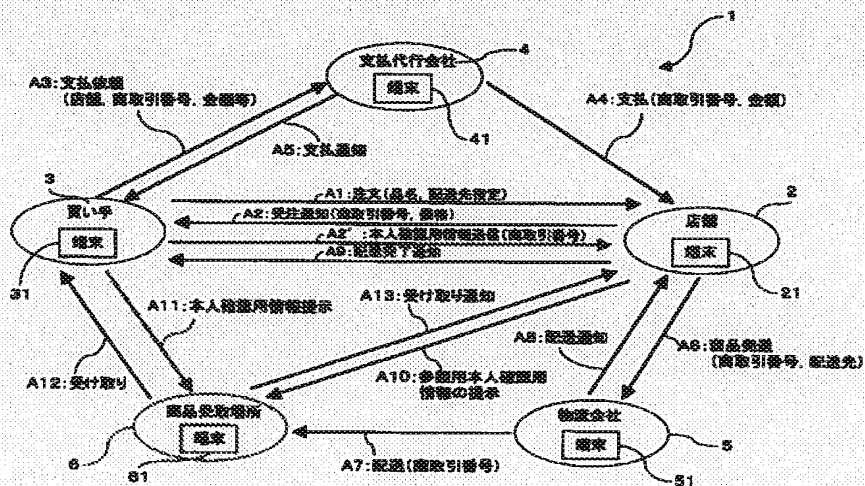 1
4
支払代行会社
端末
41
A3:支払依頼
(店舗, 商取引番号, 金額等)
A4:支払(商取引番号, 金額)
A5:支払通知
3
買い手
端末
31
A1:注文(品名, 配送先指定)
A2:受注通知(商取引番号, 価格)
A2':本人確認用情報送信(商取引番号)
A9:配送完了通知
2
店舗
端末
21
A11:本人確認用情報提示
A13:受け取り通知
A8:配送通知
A6:商品発送
(商取引番号, 配送先)
A12:受け取り
A10:参照用本人確認用
情報の提示
商品受取場所
端末
6
61
物流会社
端末
5
51
A7:配送(商取引番号)